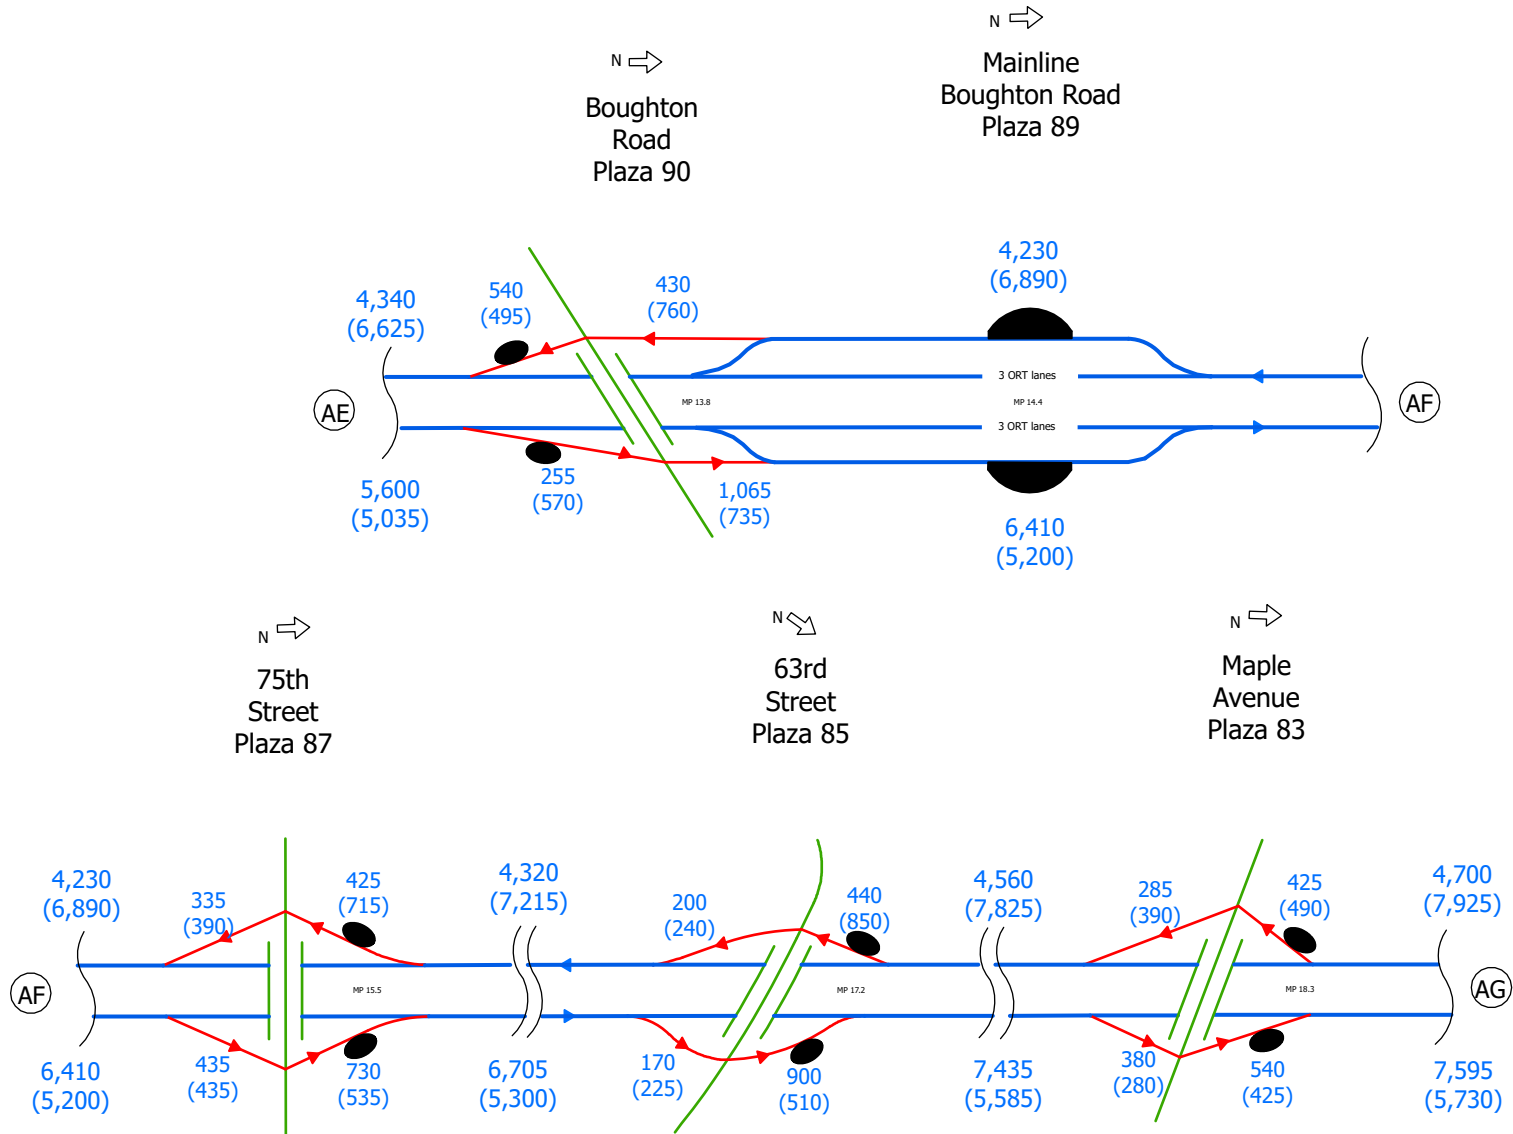 N
Mainline
Boughton Road
Plaza 89
N
Boughton
Road
Plaza 90
4,230
(6,890)
540
(495)
430
(760)
4,340
(6,625)
3 ORT lanes
MP 13.8
MP 14.4
AE
AF
3 ORT lanes
255
(570)
5,600
(5,035)
1,065
(735)
6,410
(5,200)
N
75th
Street
Plaza 87
N
63rd
Street
Plaza 85
N
Maple
Avenue
Plaza 83
4,230
(6,890)
335
(390)
425
(715)
4,320
(7,215)
200
(240)
440
(850)
4,560
(7,825)
285
(390)
425
(490)
4,700
(7,925)
AF
MP 15.5
MP 17.2
MP 18.3
AG
6,410
(5,200)
435
(435)
730
(535)
6,705
(5,300)
170
(225)
900
(510)
7,435
(5,585)
380
(280)
540
(425)
7,595
(5,730)